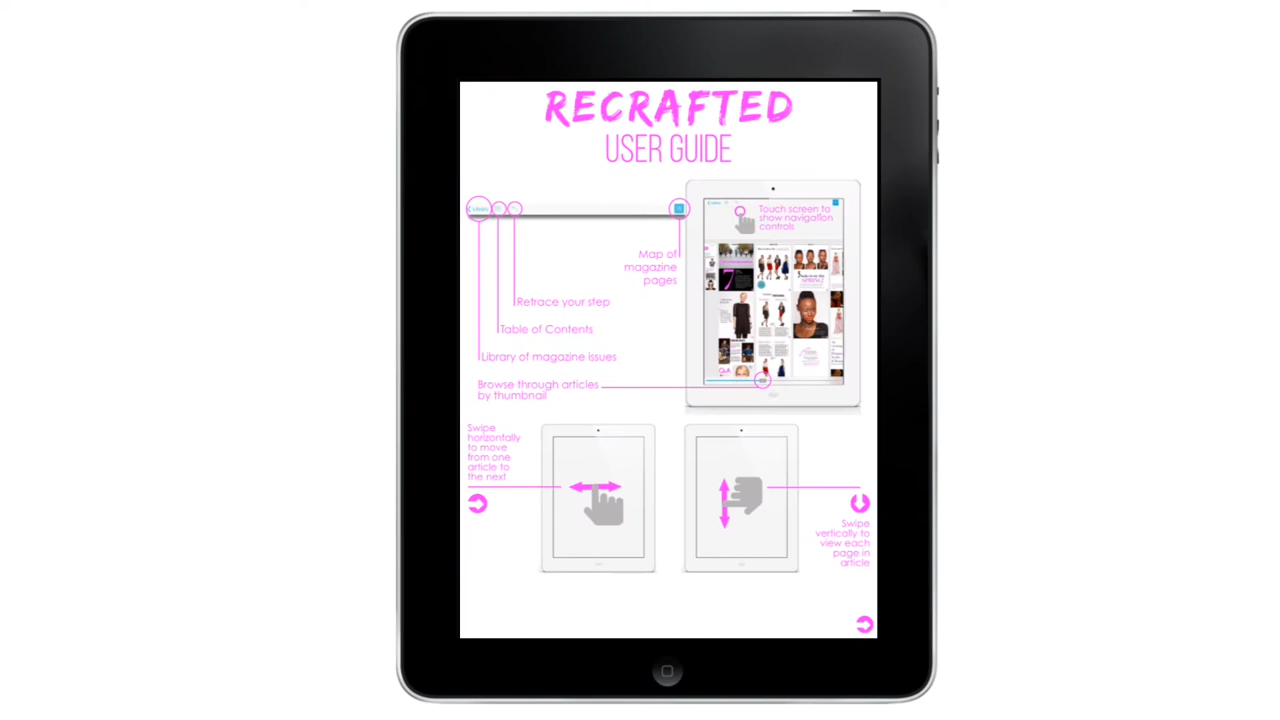 RECRAFTED
USER GUIDE
Library
Touch screen to
show navigation
controls
Map of
magazine
pages
Retrace your step
Table of Contents
Library of magazine issues
Browse through articles
by thumbnail
Swipe
horizontally
to move
from one
article to
the next
Swipe
vertically to
view each
page in
article